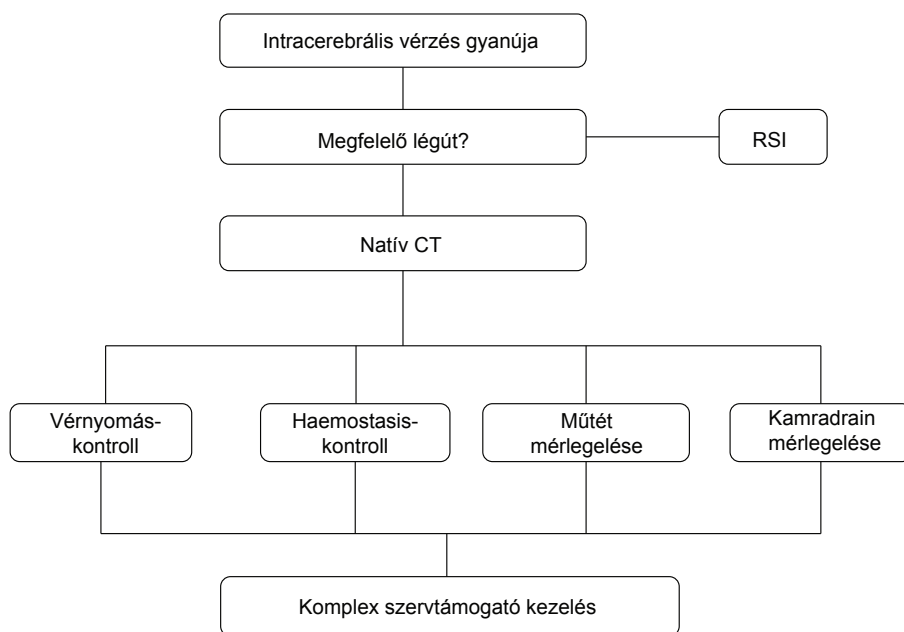 Intracerebrális vérzés gyanúja
Megfelelő légút?
RSI
Natív CT
Vérnyomás-
kontroll
Haemostasis-
kontroll
Műtét
mérlegelése
Kamradrain
mérlegelése
Komplex szervtámogató kezelés